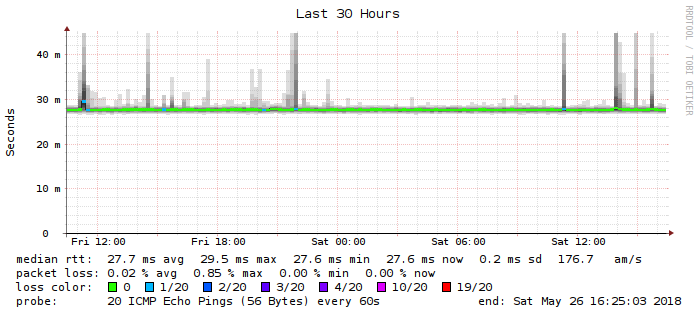 Last 30 Hours
RRDTOOL / TOBI OETIKER
Seconds
40 m
30 m
20 m
10 m
0
Fri 12:00 Fri 18:00 Sat 00:00 Sat 06:00 Sat 12:00
median rtt: 27.7 ms avg 29.5 ms max 27.6 ms min 27.6 ms now 0.2 ms sd 176.7 am/s
packet loss: 0.02 % avg 0.85 % max 0.00 % min 0.00 % now
loss color: 0 1/20 2/20 3/20 4/20 10/20 19/20
probe: 20 ICMP Echo Pings (56 Bytes) every 60s end: Sat May 26 16:25:03 2018